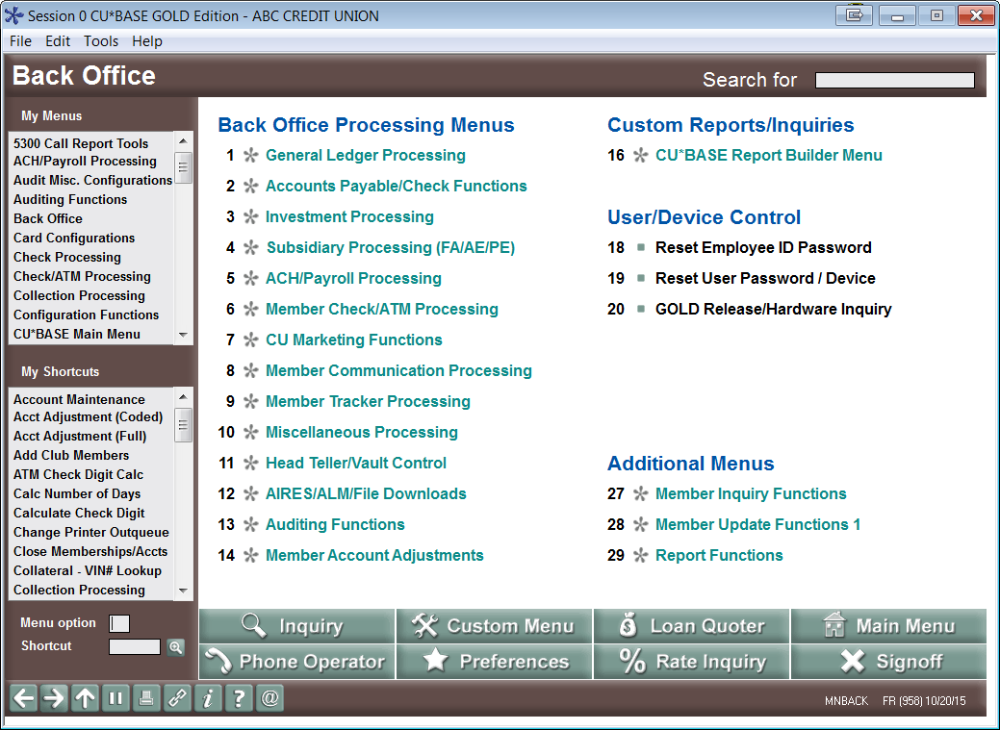 Session 0 CU*BASE GOLD Edition - ABC CREDIT UNION
File Edit Tools Help
Back Office
Search for
My Menus
5300 Call Report Tools
ACH/Payroll Processing
Audit Misc. Configurations
Auditing Functions
Back Office
Card Configurations
Check Processing
Check/ATM Processing
Collection Processing
Configuration Functions
CU*BASE Main Menu
My Shortcuts
Account Maintenance
Acct Adjustment (Coded)
Acct Adjustment (Full)
Add Club Members
ATM Check Digit Calc
Calc Number of Days
Calculate Check Digit
Change Printer Outqueue
Close Memberships/Accts
Collateral - VIN# Lookup
Collection Processing
Menu option
Shortcut
Back Office Processing Menus
1 General Ledger Processing
2 Accounts Payable/Check Functions
3 Investment Processing
4 Subsidiary Processing (FA/AE/PE)
5 ACH/Payroll Processing
6 Member Check/ATM Processing
7 CU Marketing Functions
8 Member Communication Processing
9 Member Tracker Processing
10 Miscellaneous Processing
11 Head Teller/Vault Control
12 AIRES/ALM/File Downloads
13 Auditing Functions
14 Member Account Adjustments
Custom Reports/Inquiries
16 CU*BASE Report Builder Menu
User/Device Control
18 Reset Employee ID Password
19 Reset User Password / Device
20 GOLD Release/Hardware Inquiry
Additional Menus
27 Member Inquiry Functions
28 Member Update Functions 1
29 Report Functions
Inquiry Custom Menu Loan Quoter Main Menu
Phone Operator Preferences Rate Inquiry Signoff
MNBACK FR (958) 10/20/15